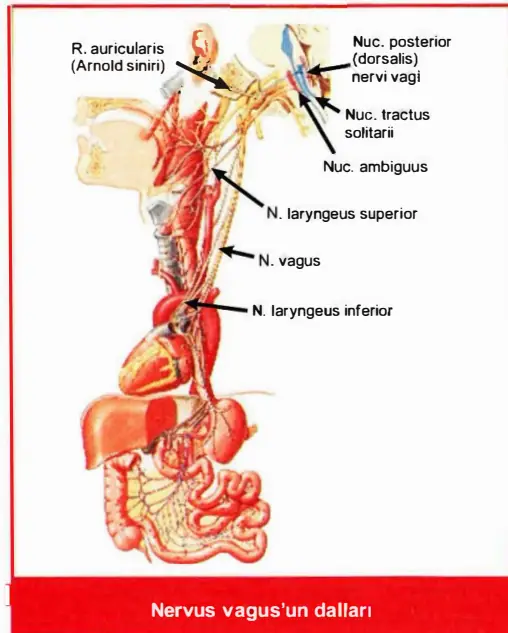 R. auricularis
(Arnold siniri)
Nuc. posterior
(dorsalis)
nervi vagi
Nuc. tractus
solitarii
Nuc. ambiguus
N. laryngeus superior
N. vagus
N. laryngeus inferior
Nervus vagus'un dalları